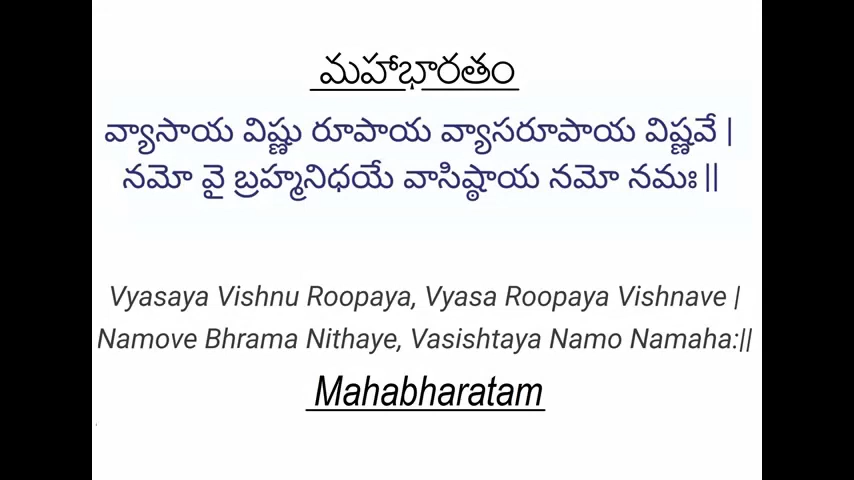 మహాభారతం
వ్యాసాయ విష్ణు రూపాయ వ్యాసరూపాయ విష్ణవే |
నమో వై బ్రహ్మనిధయే వాసిష్ఠాయ నమో నమః ||
Vyasaya Vishnu Roopaya, Vyasa Roopaya Vishnave |
Namove Bhrama Nithaye, Vasishtaya Namo Namaha:||
Mahabharatam